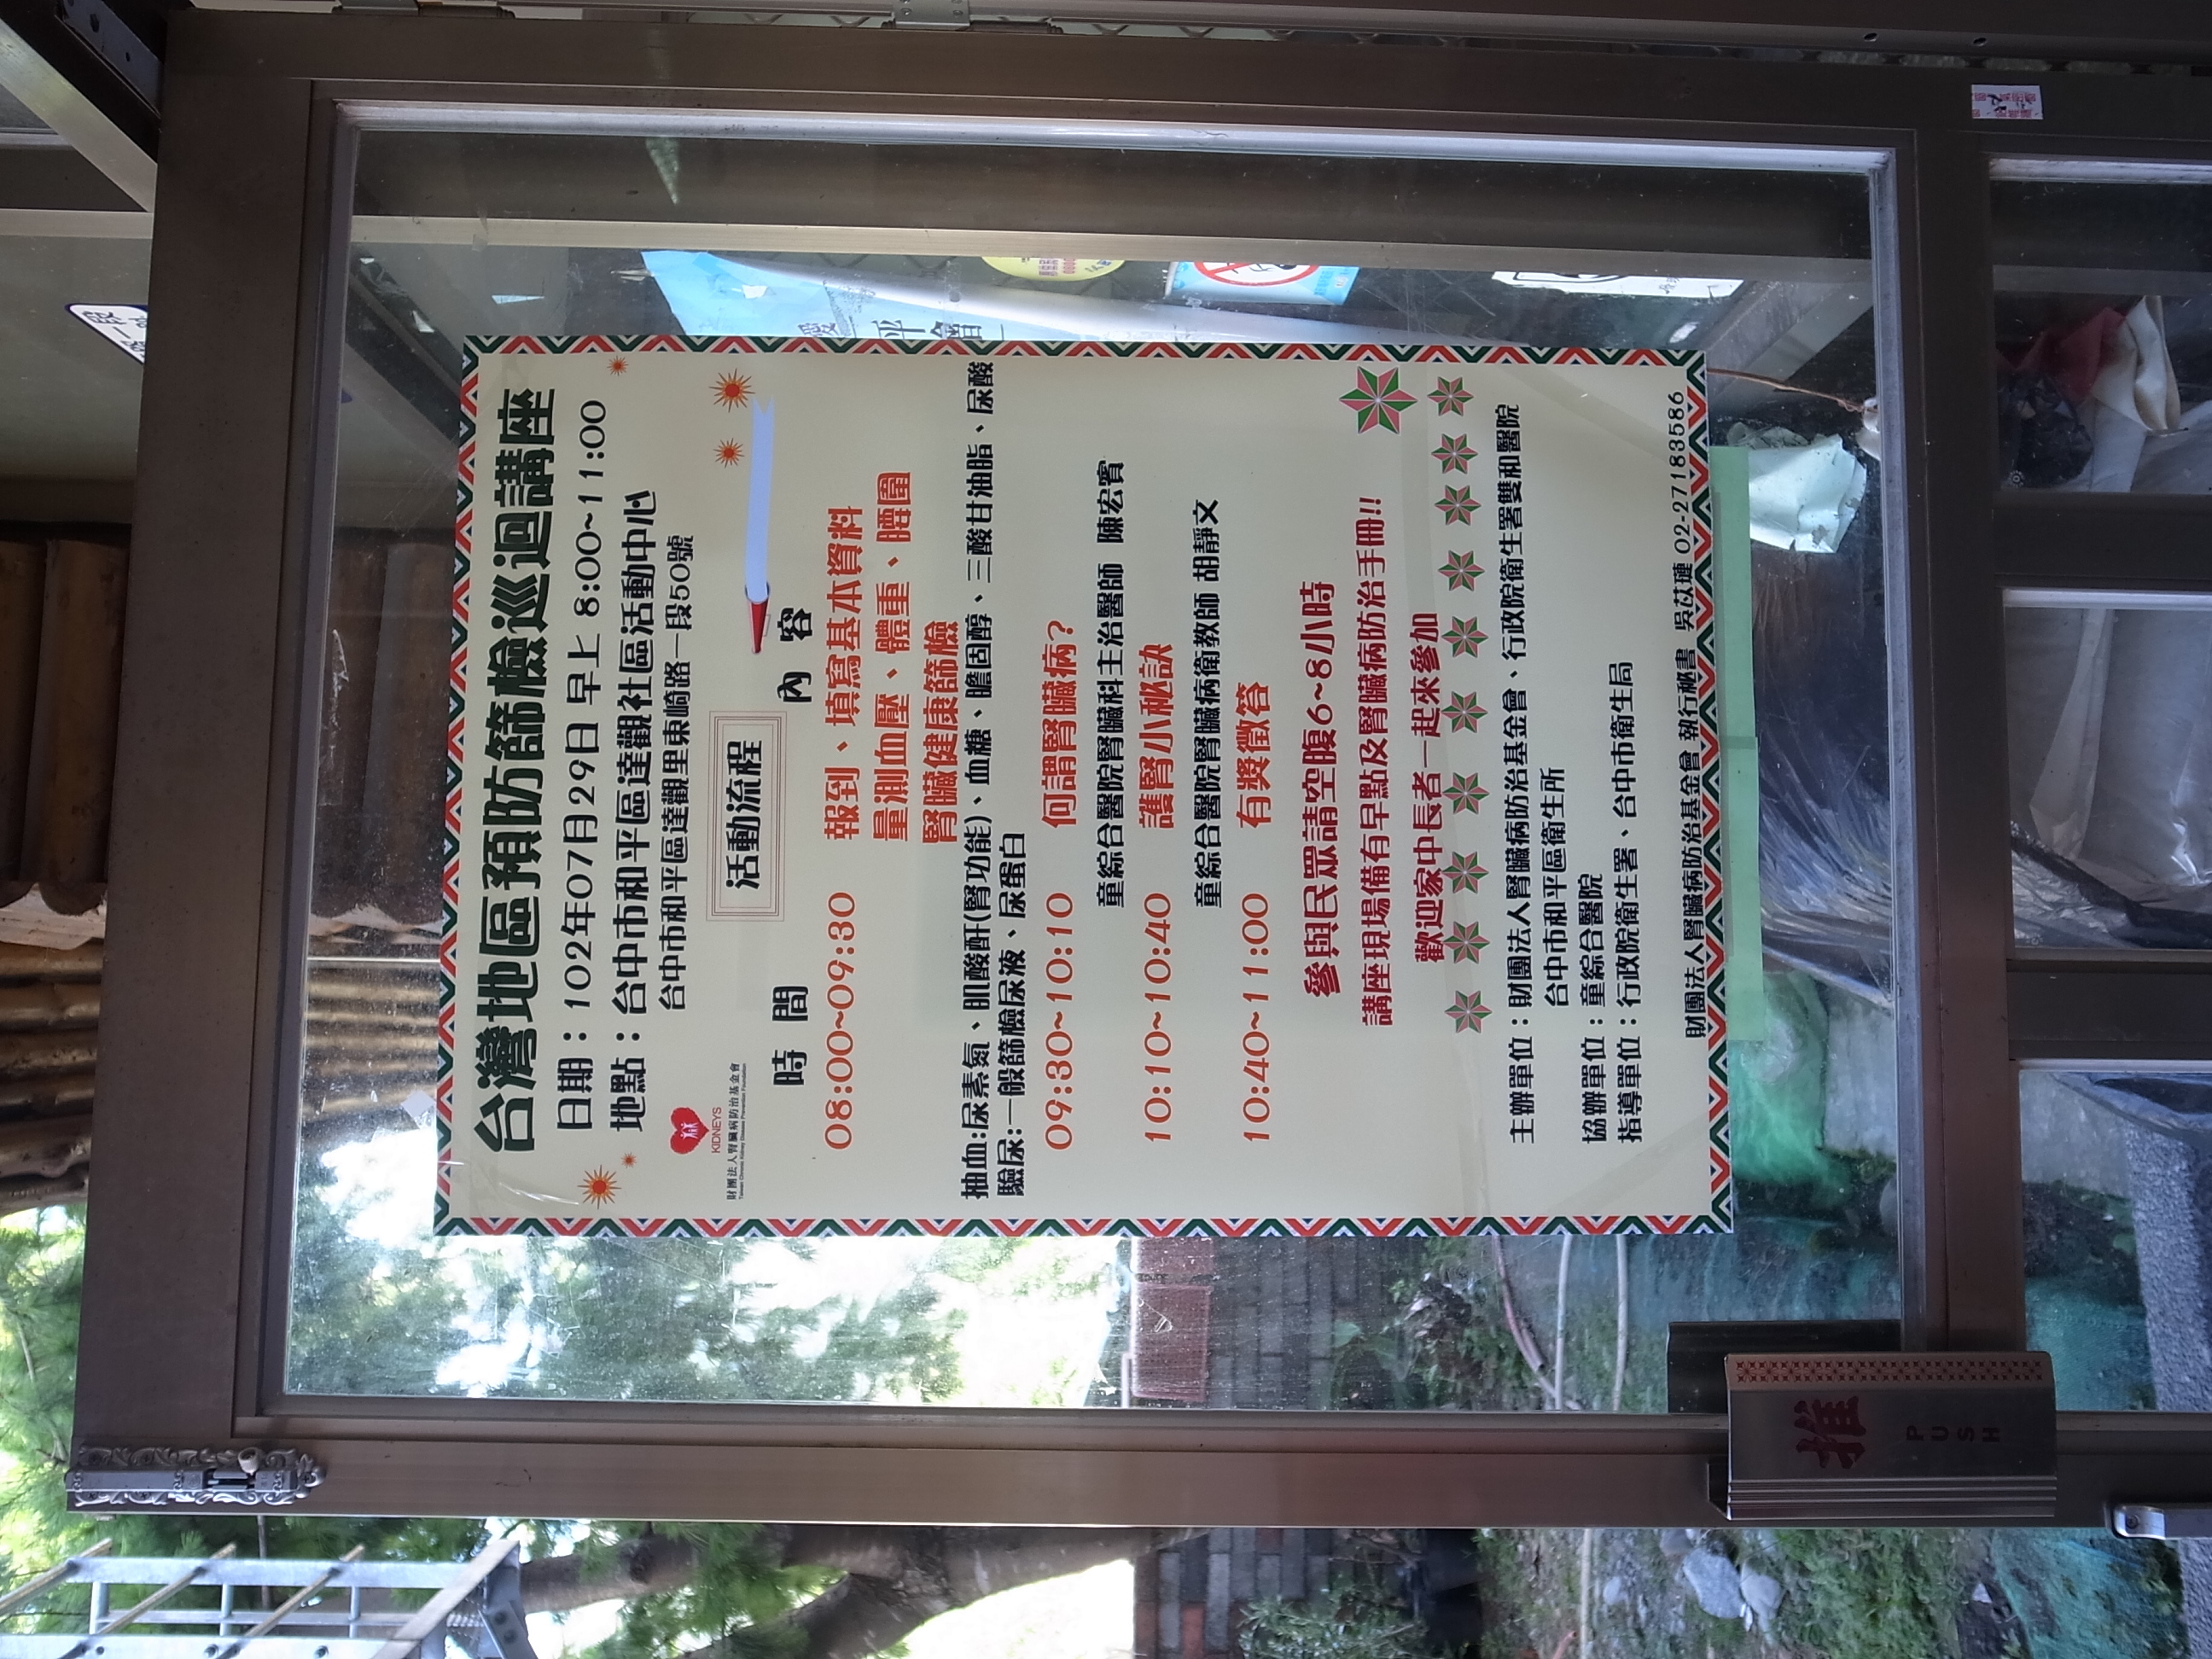 台灣地區預防篩檢巡迴講座
日期：102年07月29日 早上 8:00~11:00
地點：台中市和平區達觀社區活動中心
台中市和平區達觀里東崎路一段50號
KIDNEYS
財團法人腎臟病防治基金會
活動流程
時 間 內 容
08:00~09:30 報到、填寫基本資料
量測血壓、體重、腰圍
腎臟健康篩檢
抽血:尿素氮、肌酸酐(腎功能)、血糖、膽固醇、三酸甘油脂、尿酸
驗尿:一般篩檢尿液、尿蛋白
09:30~10:10 何謂腎臟病?
童綜合醫院腎臟科主治醫師 陳宏賓
10:10~10:40 護腎小秘訣
童綜合醫院腎臟病衛教師 胡靜文
10:40~11:00 有獎徵答
參與民眾請空腹6~8小時
講座現場備有早點及腎臟病防治手冊!!
歡迎家中長者一起來參加
主辦單位：財團法人腎臟病防治基金會、行政院衛生署雙和醫院
台中市和平區衛生所
協辦單位：童綜合醫院
指導單位：行政院衛生署、台中市衛生局
財團法人腎臟病防治基金會 執行秘書 吳苡璉 02-27183586
推
PUSH